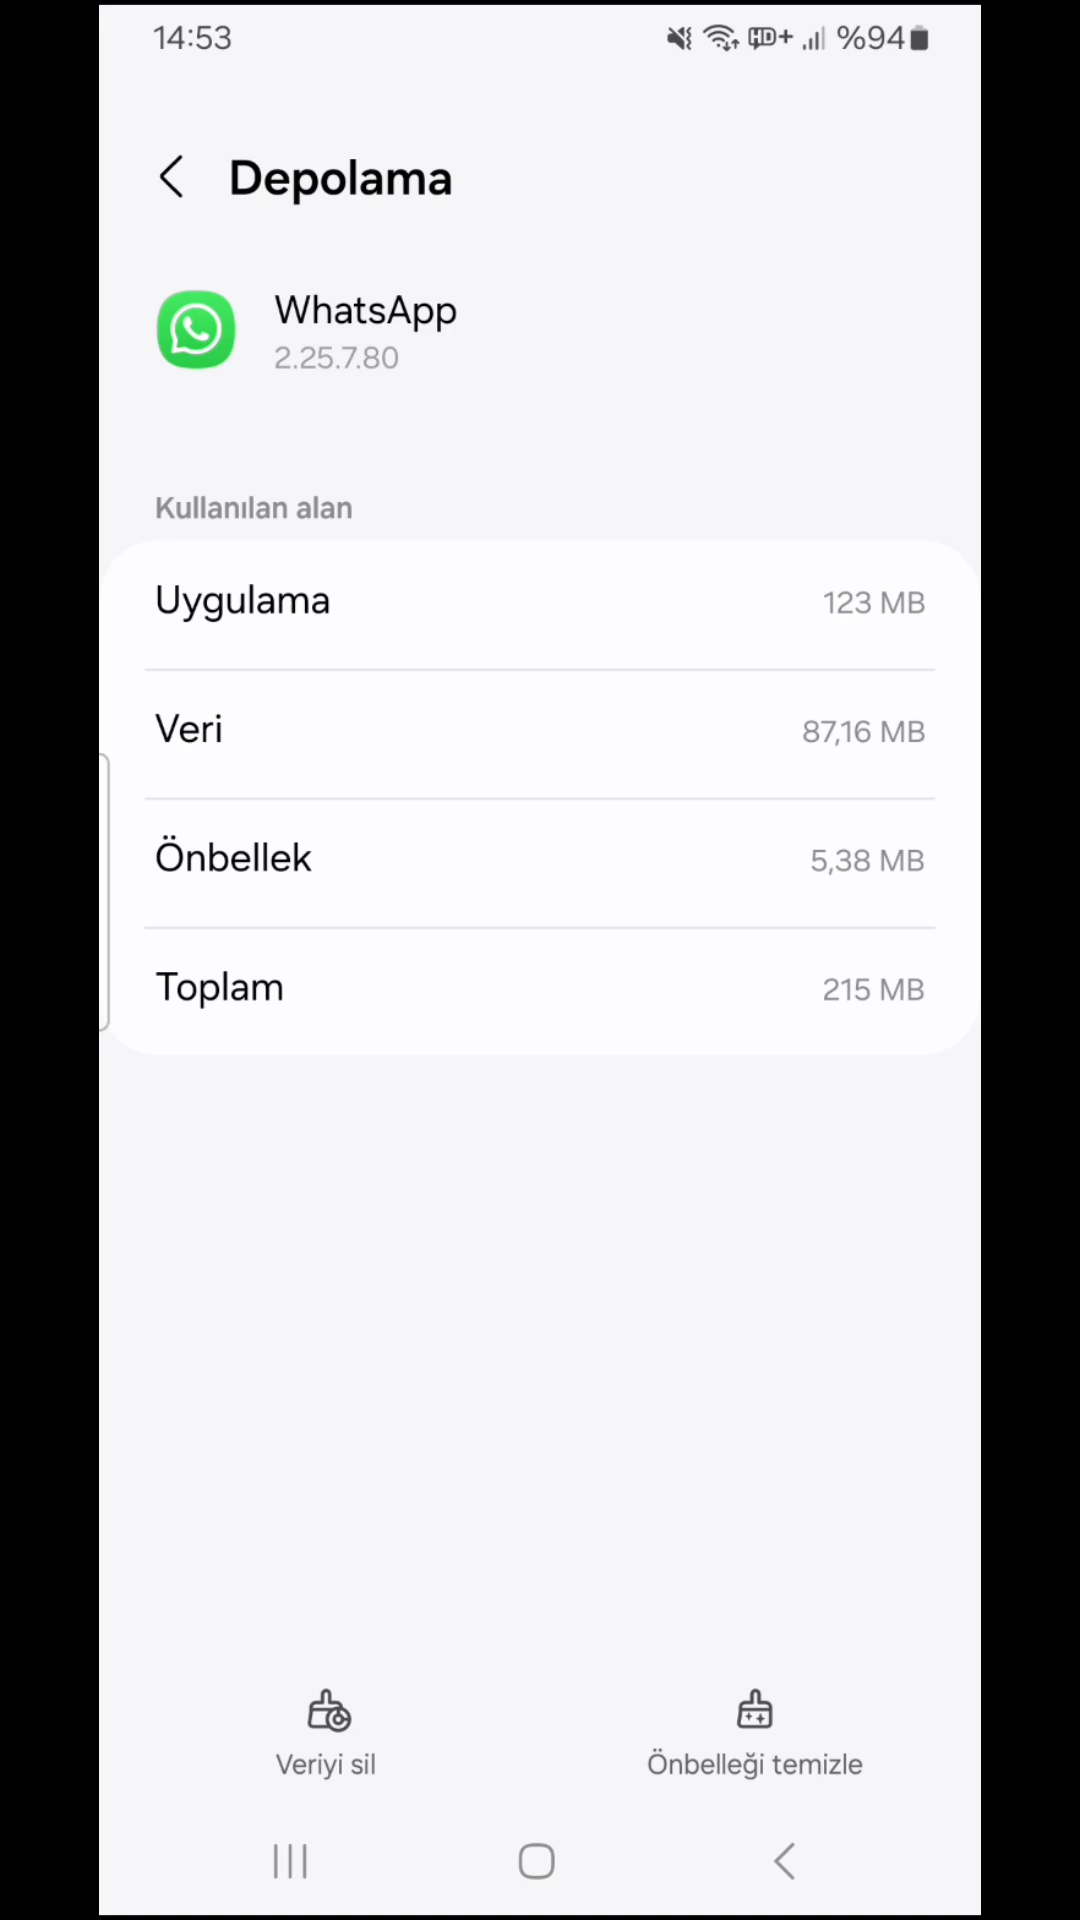 14:53
HD+ %94
Depolama
WhatsApp
2.25.7.80
Kullanılan alan
Uygulama 123 MB
Veri 87,16 MB
Önbellek 5,38 MB
Toplam 215 MB
Veriyi sil Önbelleği temizle